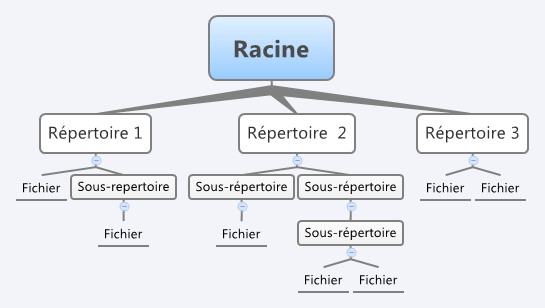 Racine
Répertoire 1
Répertoire 2
Répertoire 3
Fichier
Sous-repertoire
Sous-répertoire
Sous-répertoire
Fichier
Fichier
Fichier
Fichier
Sous-répertoire
Fichier
Fichier